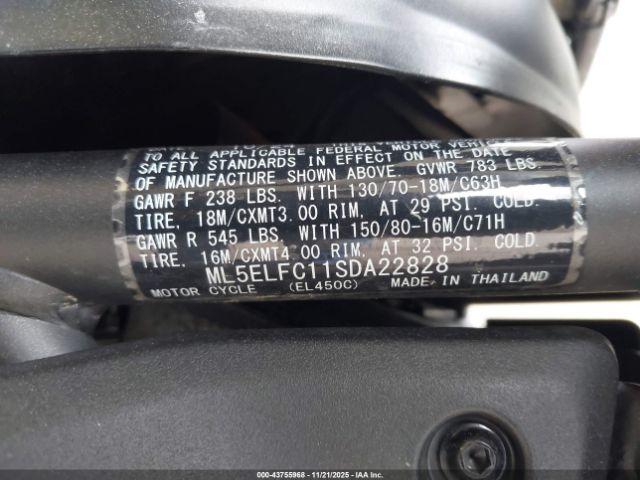 TO ALL APPLICABLE FEDERAL MOTOR VEHICLE
SAFETY STANDARDS IN EFFECT ON THE DATE
OF MANUFACTURE SHOWN ABOVE. GVWR 783 LBS
GAWR F 238 LBS. WITH 130/70-18M/C63H
TIRE, 18M/CXMT3.00 RIM, AT 29 PSI. COLD.
GAWR R 545 LBS. WITH 150/80-16M/C71H
TIRE, 16M/CXMT4.00 RIM, AT 32 PSI. COLD.
ML5ELFC11SDA22828
MOTOR CYCLE (EL450C) MADE IN THAILAND
000-43755968 - 11/21/2025 - IAA Inc.